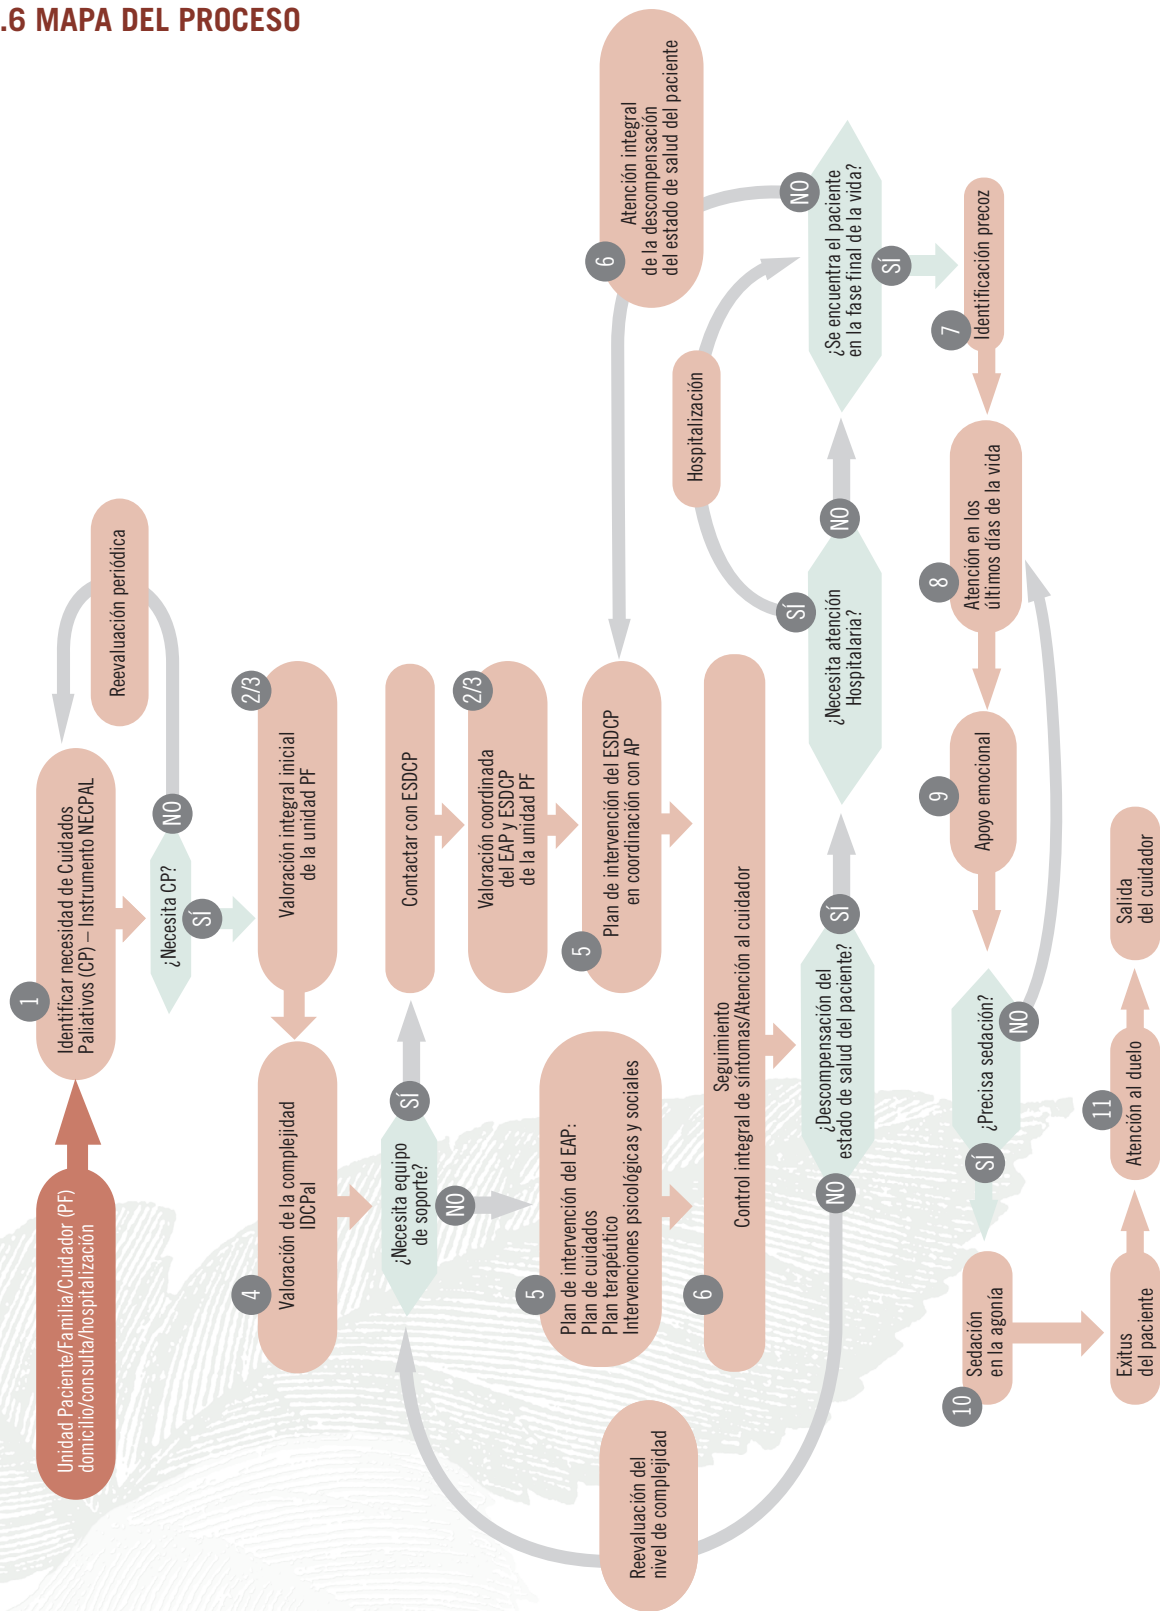 .6 MAPA DEL PROCESO
Unidad Paciente/Familia/Cuidador (PF)
domicilio/consulta/hospitalización
1
Identificar necesidad de Cuidados
Paliativos (CP) – Instrumento NECPAL
Reevaluación periódica
¿Necesita CP?
NO
SÍ
2/3
Valoración integral inicial
de la unidad PF
4
Valoración de la complejidad
IDCPal
¿Necesita equipo
de soporte?
SÍ
NO
Contactar con ESDCP
2/3
Valoración coordinada
del EAP y ESDCP
de la unidad PF
5
Plan de intervención del EAP:
Plan de cuidados
Plan terapéutico
Intervenciones psicológicas y sociales
5
Plan de intervención del ESDCP
en coordinación con AP
6
Seguimiento
Control integral de síntomas/Atención al cuidador
¿Descompensación del
estado de salud del paciente?
NO
SÍ
Reevaluación del
nivel de complejidad
¿Necesita atención
Hospitalaria?
SÍ
NO
Hospitalización
¿Se encuentra el paciente
en la fase final de la vida?
NO
SÍ
6
Atención integral
de la descompensación
del estado de salud del paciente
7
Identificación precoz
8
Atención en los
últimos días de la vida
9
Apoyo emocional
¿Precisa sedación?
NO
SÍ
10
Sedación
en la agonía
Exitus
del paciente
11
Atención al duelo
Salida
del cuidador